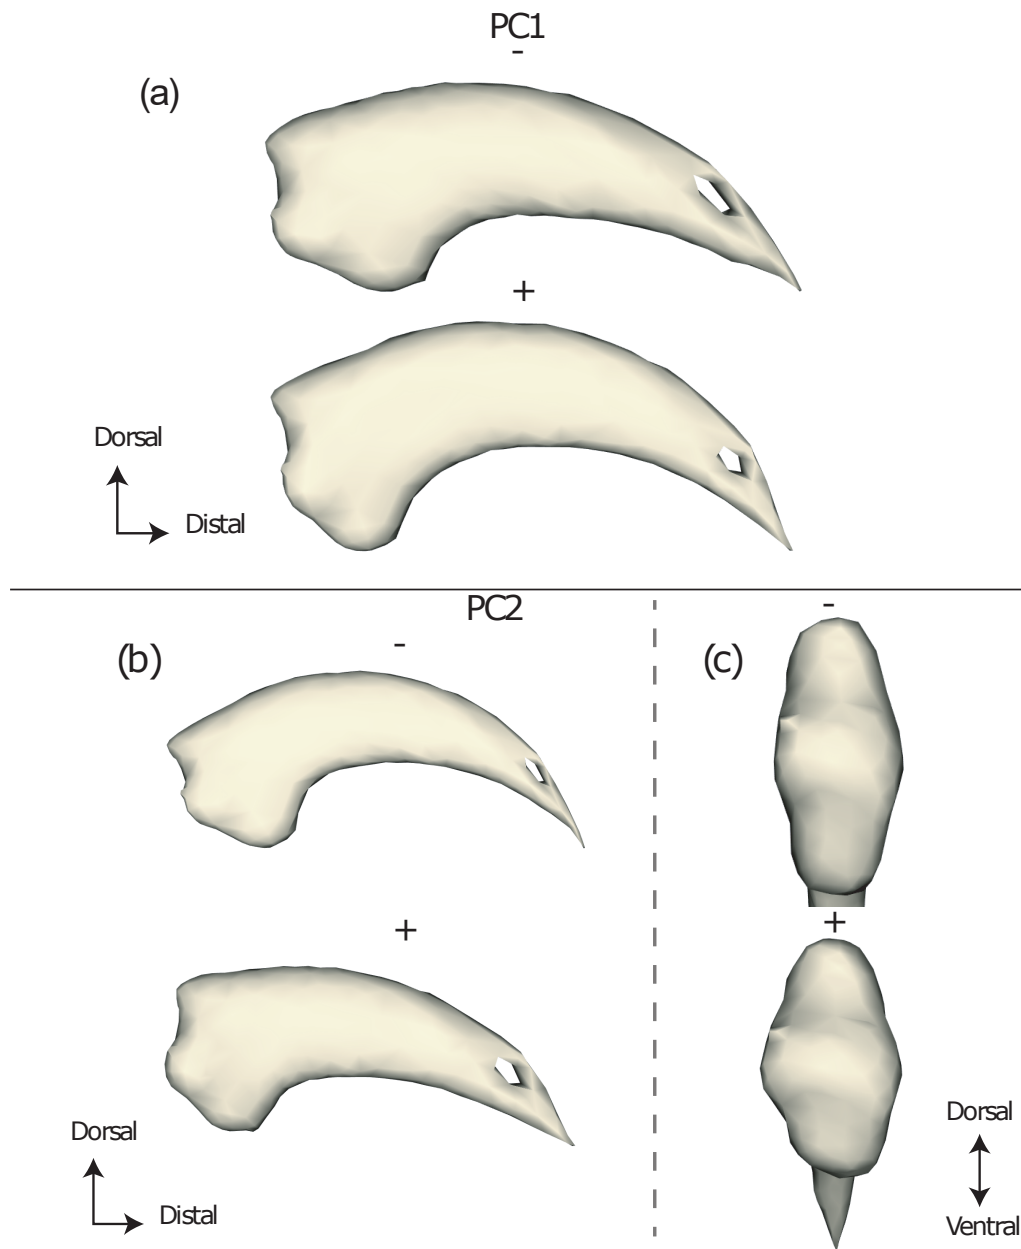 PC1
-
(a)
+
Dorsal
Distal
PC2
-
(b)
-
(c)
+
+
Dorsal
Distal
Dorsal
Ventral